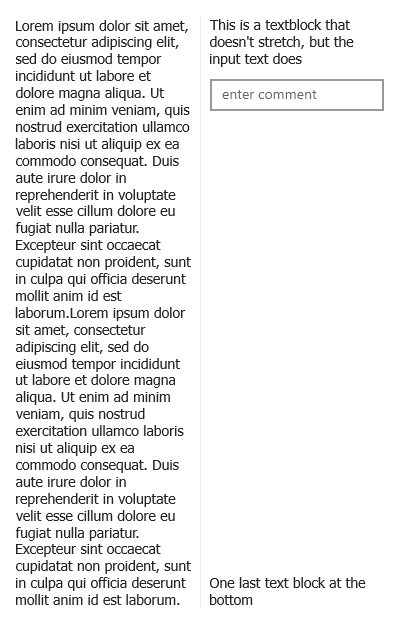 Lorem ipsum dolor sit amet,
consectetur adipiscing elit,
sed do eiusmod tempor
incididunt ut labore et
dolore magna aliqua. Ut
enim ad minim veniam, quis
nostrud exercitation ullamco
laboris nisi ut aliquip ex ea
commodo consequat. Duis
aute irure dolor in
reprehenderit in voluptate
velit esse cillum dolore eu
fugiat nulla pariatur.
Excepteur sint occaecat
cupidatat non proident, sunt
in culpa qui officia deserunt
mollit anim id est
laborum.Lorem ipsum dolor
sit amet, consectetur
adipiscing elit, sed do
eiusmod tempor incididunt
ut labore et dolore magna
aliqua. Ut enim ad minim
veniam, quis nostrud
exercitation ullamco laboris
nisi ut aliquip ex ea
commodo consequat. Duis
aute irure dolor in
reprehenderit in voluptate
velit esse cillum dolore eu
fugiat nulla pariatur.
Excepteur sint occaecat
cupidatat non proident, sunt
in culpa qui officia deserunt
mollit anim id est laborum.
This is a textblock that
doesn't stretch, but the
input text does
enter comment
One last text block at the
bottom